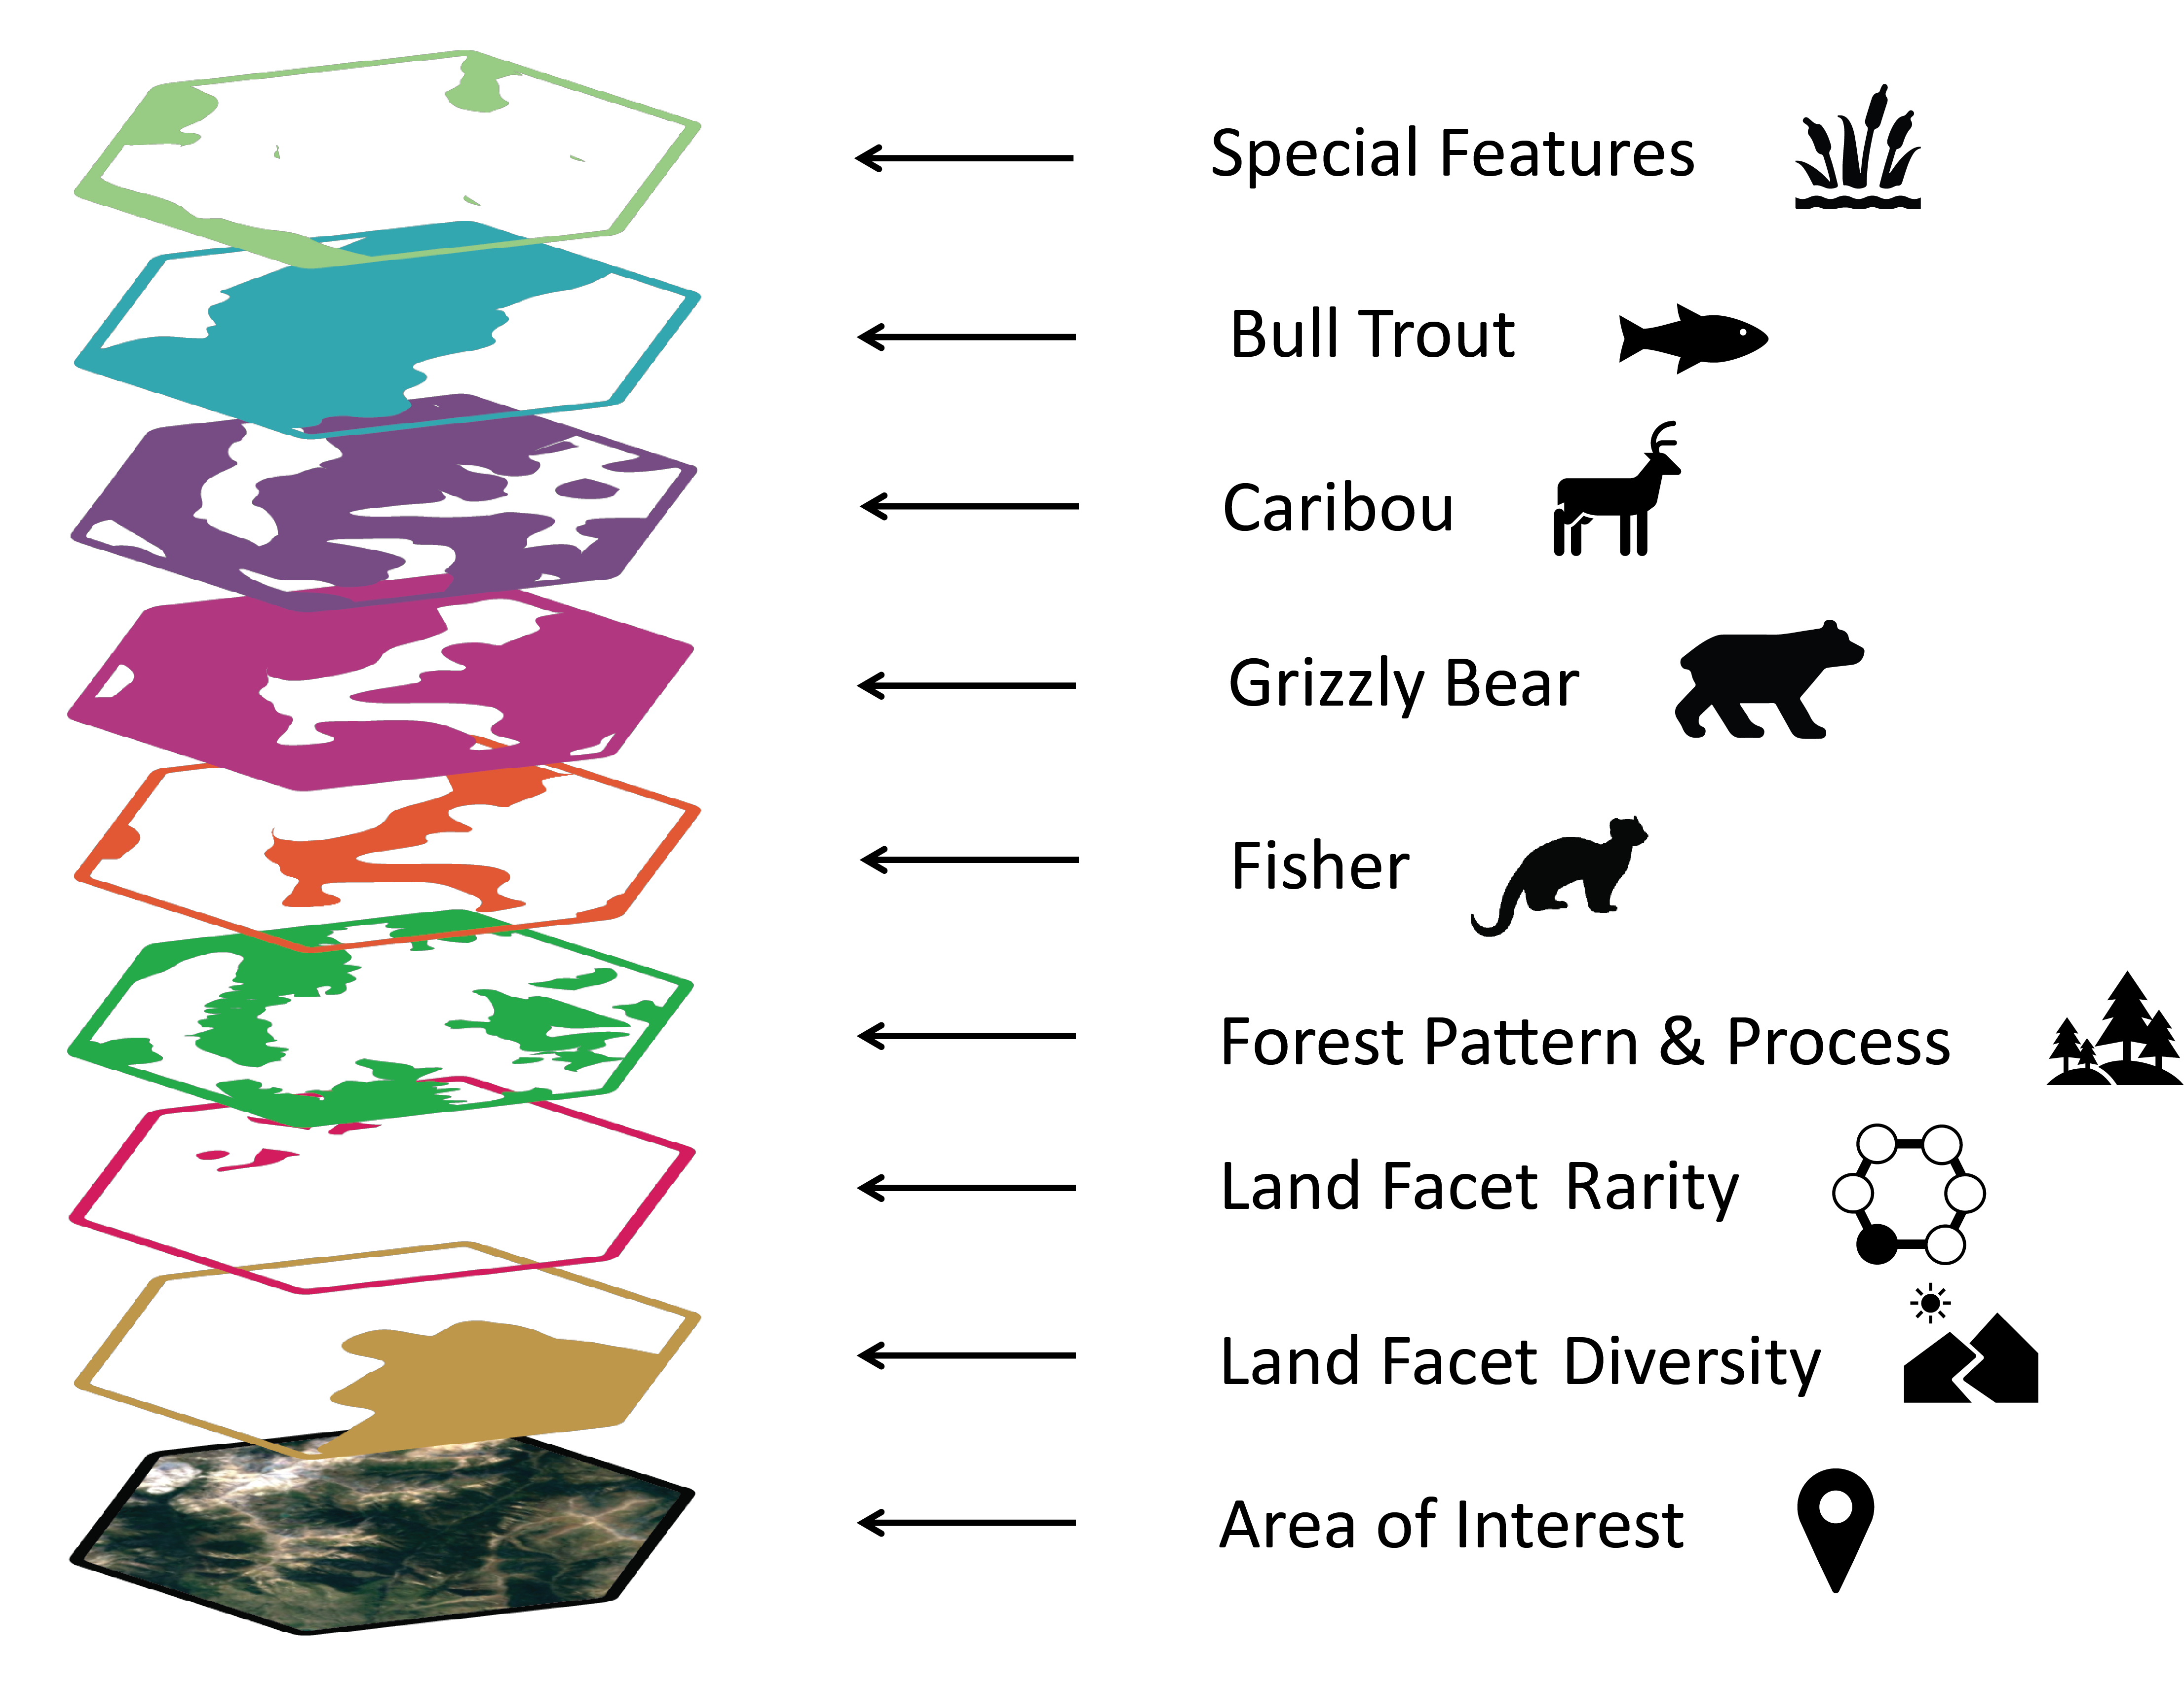 Special Features
Bull Trout
Caribou
Grizzly Bear
Fisher
Forest Pattern & Process
Land Facet Rarity
Land Facet Diversity
Area of Interest